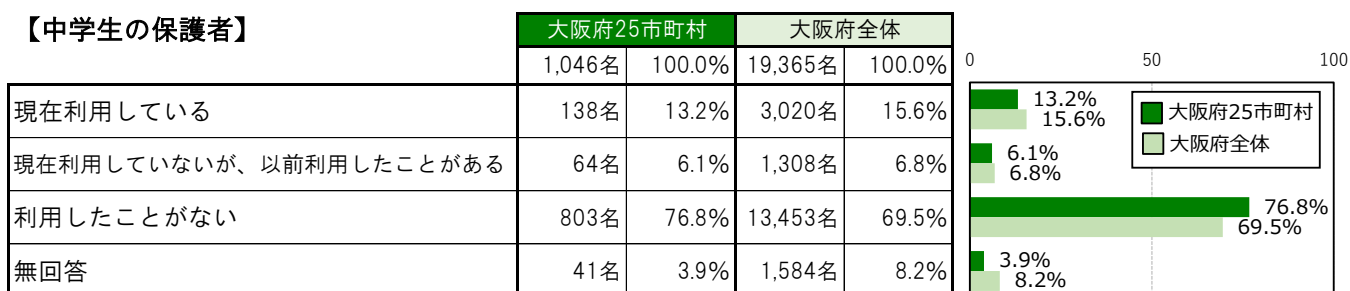 【中学生の保護者】
大阪府25市町村 大阪府全体
1,046名 100.0% 19,365名 100.0%
現在利用している 138名 13.2% 3,020名 15.6%
現在利用していないが、以前利用したことがある 64名 6.1% 1,308名 6.8%
利用したことがない 803名 76.8% 13,453名 69.5%
無回答 41名 3.9% 1,584名 8.2%
0 50 100
13.2%
15.6%
6.1%
6.8%
76.8%
69.5%
3.9%
8.2%
大阪府25市町村
大阪府全体